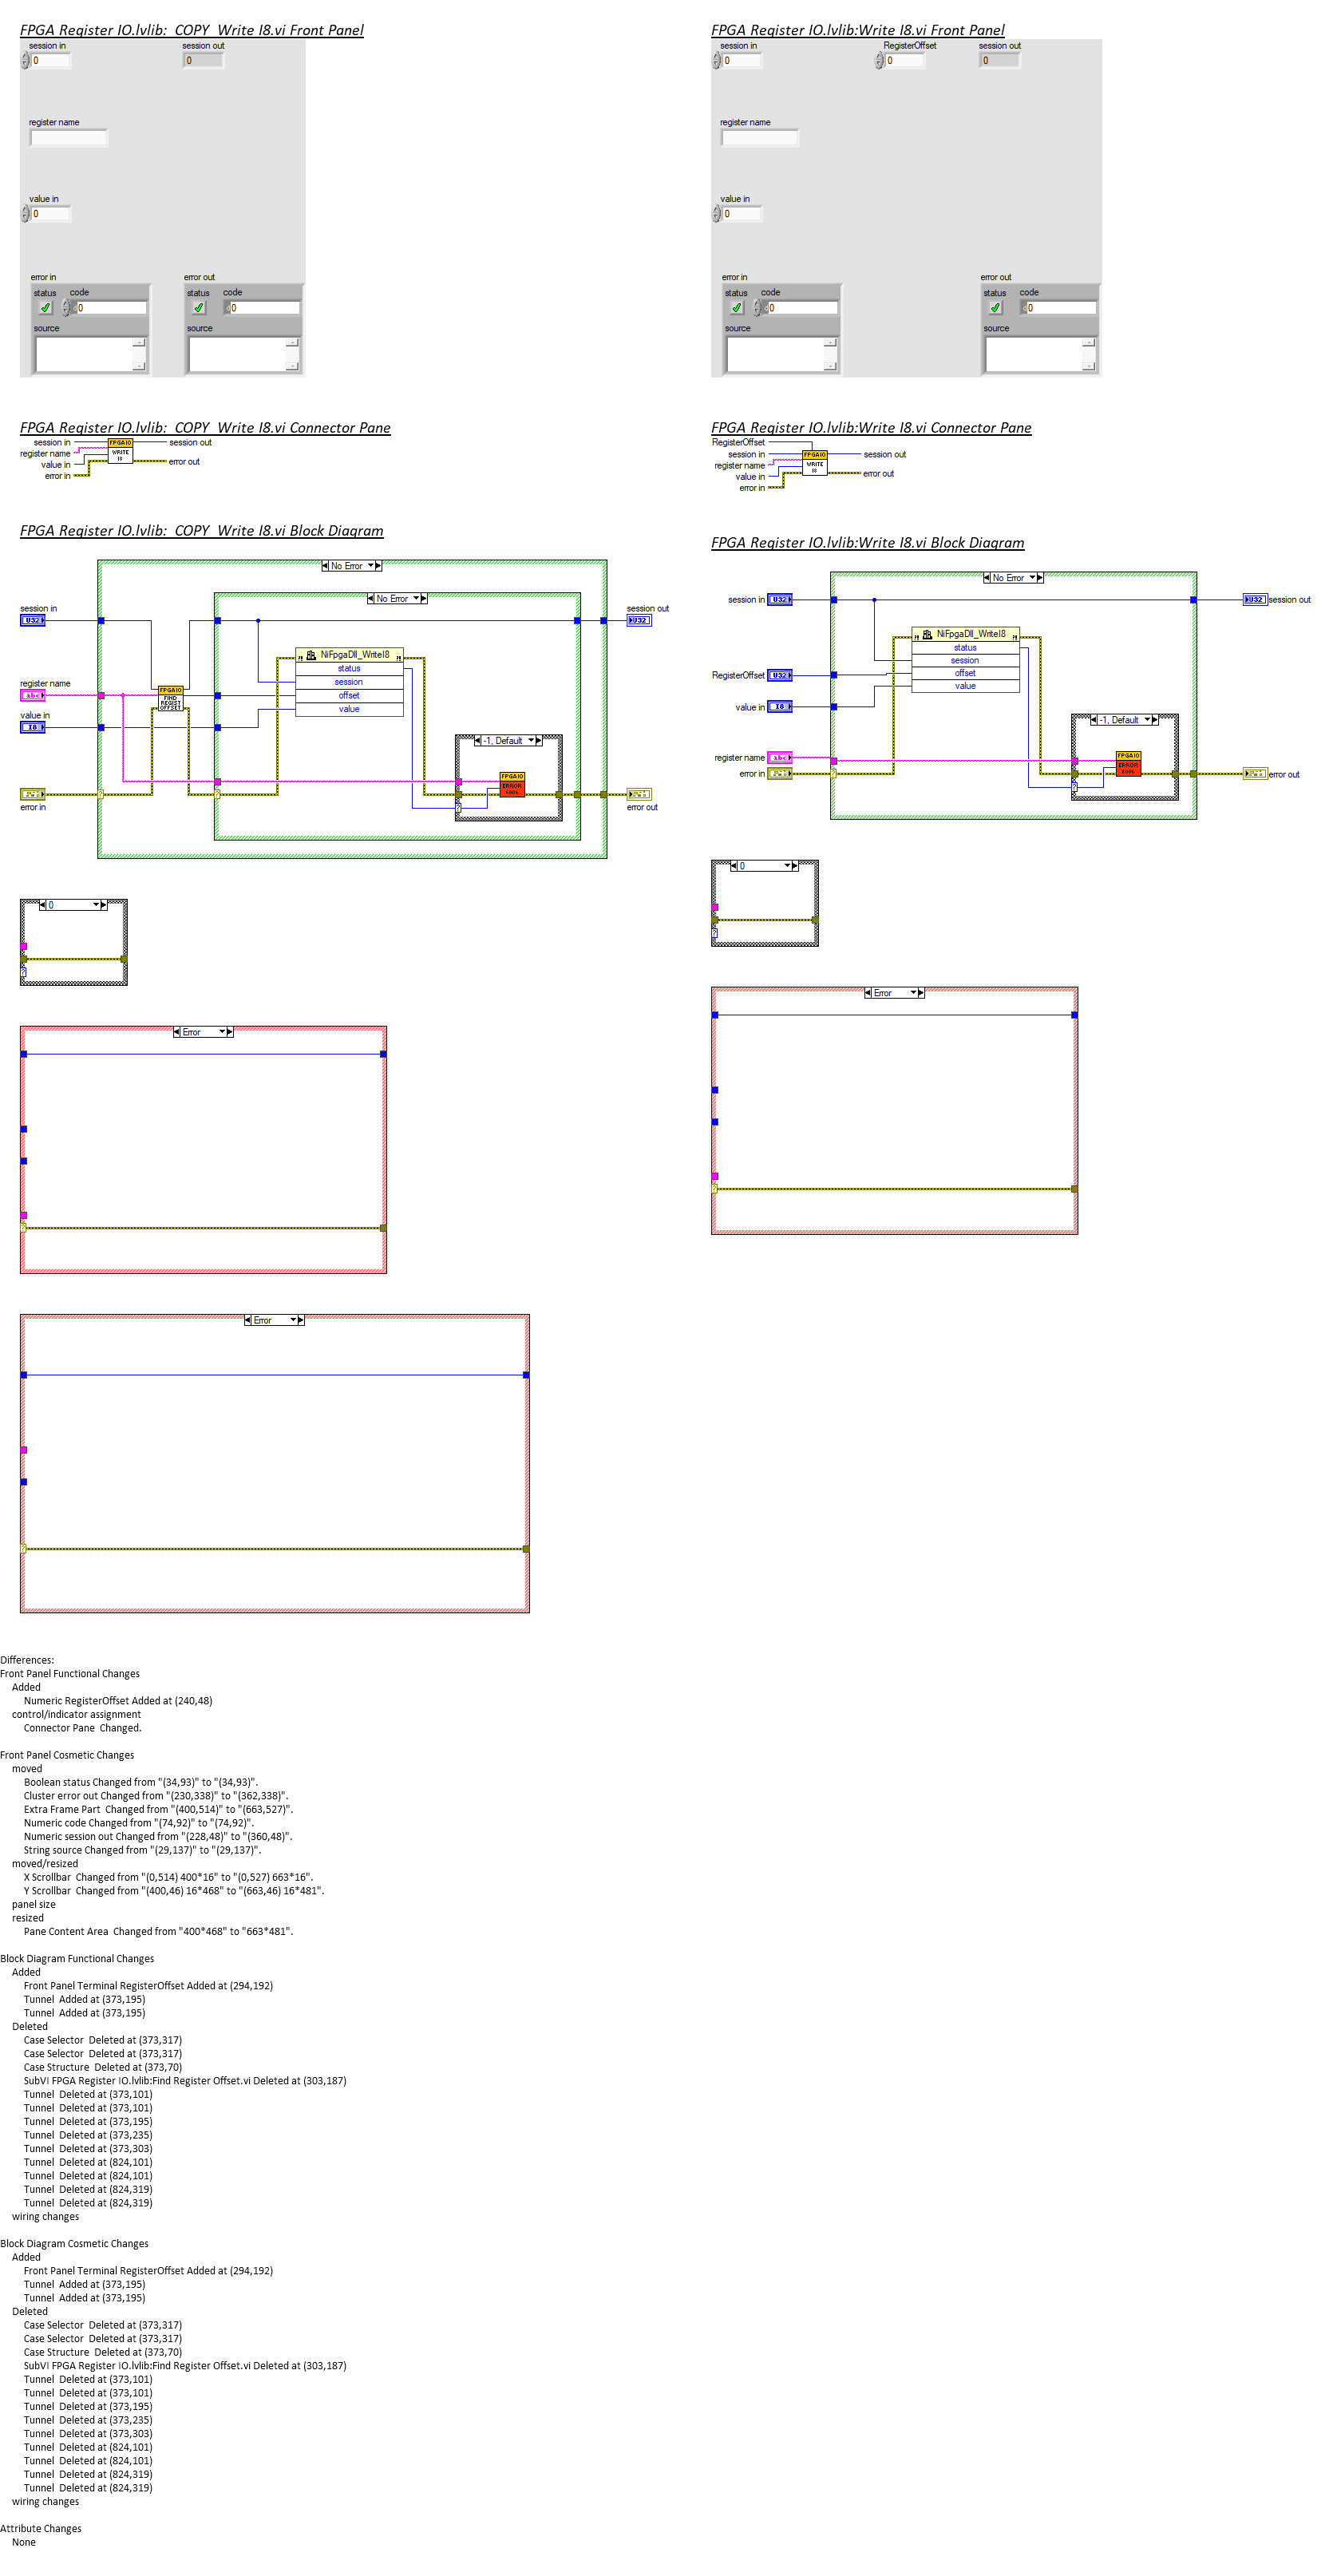 FPGA Register IO.lvlib:_COPY_Write I8.vi Front Panel
session in
0
session out
0
register name
value in
0
error in
status
code
0
source
error out
status
code
0
source
FPGA Register IO.lvlib:Write I8.vi Front Panel
session in
0
RegisterOffset
0
session out
0
register name
value in
0
error in
status
code
0
source
error out
status
code
0
source
FPGA Register IO.lvlib:_COPY_Write I8.vi Connector Pane
session in
register name
value in
error in
FPGAIO
WRITE
I8
session out
error out
FPGA Register IO.lvlib:Write I8.vi Connector Pane
RegisterOffset
session in
register name
value in
error in
FPGAIO
WRITE
I8
session out
error out
FPGA Register IO.lvlib:_COPY_Write I8.vi Block Diagram
No Error
No Error
session in
U32
session out
U32
NiFpgaDll_WriteI8
status
session
offset
value
register name
abc
FPGAIO
FIND
REGIST
OFFSET
value in
I8
-1, Default
FPGAIO
ERROR
CODE
error in
error out
0
Error
Error
FPGA Register IO.lvlib:Write I8.vi Block Diagram
No Error
session in
U32
U32
session out
NiFpgaDll_WriteI8
status
session
offset
value
RegisterOffset
U32
value in
I8
-1, Default
register name
abc
FPGAIO
ERROR
CODE
error in
error out
0
Error
Differences:
Front Panel Functional Changes
Added
Numeric RegisterOffset Added at (240,48)
control/indicator assignment
Connector Pane  Changed.
Front Panel Cosmetic Changes
moved
Boolean status Changed from "(34,93)" to "(34,93)".
Cluster error out Changed from "(230,338)" to "(362,338)".
Extra Frame Part  Changed from "(400,514)" to "(663,527)".
Numeric code Changed from "(74,92)" to "(74,92)".
Numeric session out Changed from "(228,48)" to "(360,48)".
String source Changed from "(29,137)" to "(29,137)".
moved/resized
X Scrollbar  Changed from "(0,514) 400*16" to "(0,527) 663*16".
Y Scrollbar  Changed from "(400,46) 16*468" to "(663,46) 16*481".
panel size
resized
Pane Content Area  Changed from "400*468" to "663*481".
Block Diagram Functional Changes
Added
Front Panel Terminal RegisterOffset Added at (294,192)
Tunnel  Added at (373,195)
Tunnel  Added at (373,195)
Deleted
Case Selector  Deleted at (373,317)
Case Selector  Deleted at (373,317)
Case Structure  Deleted at (373,70)
SubVI FPGA Register IO.lvlib:Find Register Offset.vi Deleted at (303,187)
Tunnel  Deleted at (373,101)
Tunnel  Deleted at (373,101)
Tunnel  Deleted at (373,195)
Tunnel  Deleted at (373,235)
Tunnel  Deleted at (373,303)
Tunnel  Deleted at (824,101)
Tunnel  Deleted at (824,101)
Tunnel  Deleted at (824,319)
Tunnel  Deleted at (824,319)
wiring changes
Block Diagram Cosmetic Changes
Added
Front Panel Terminal RegisterOffset Added at (294,192)
Tunnel  Added at (373,195)
Tunnel  Added at (373,195)
Deleted
Case Selector  Deleted at (373,317)
Case Selector  Deleted at (373,317)
Case Structure  Deleted at (373,70)
SubVI FPGA Register IO.lvlib:Find Register Offset.vi Deleted at (303,187)
Tunnel  Deleted at (373,101)
Tunnel  Deleted at (373,101)
Tunnel  Deleted at (373,195)
Tunnel  Deleted at (373,235)
Tunnel  Deleted at (373,303)
Tunnel  Deleted at (824,101)
Tunnel  Deleted at (824,101)
Tunnel  Deleted at (824,319)
Tunnel  Deleted at (824,319)
wiring changes
Attribute Changes
None